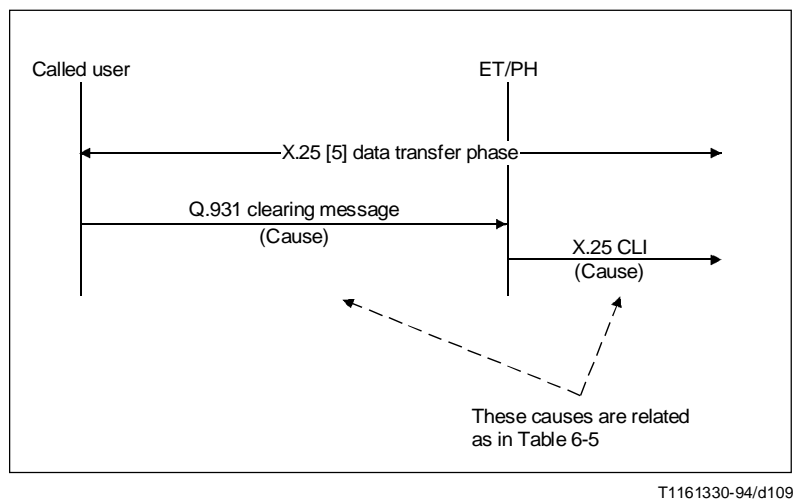 Called user
ET/PH
X.25 [5] data transfer phase
Q.931 clearing message
(Cause)
X.25 CLI
(Cause)
These causes are related
as in Table 6-5
T1161330-94/d109